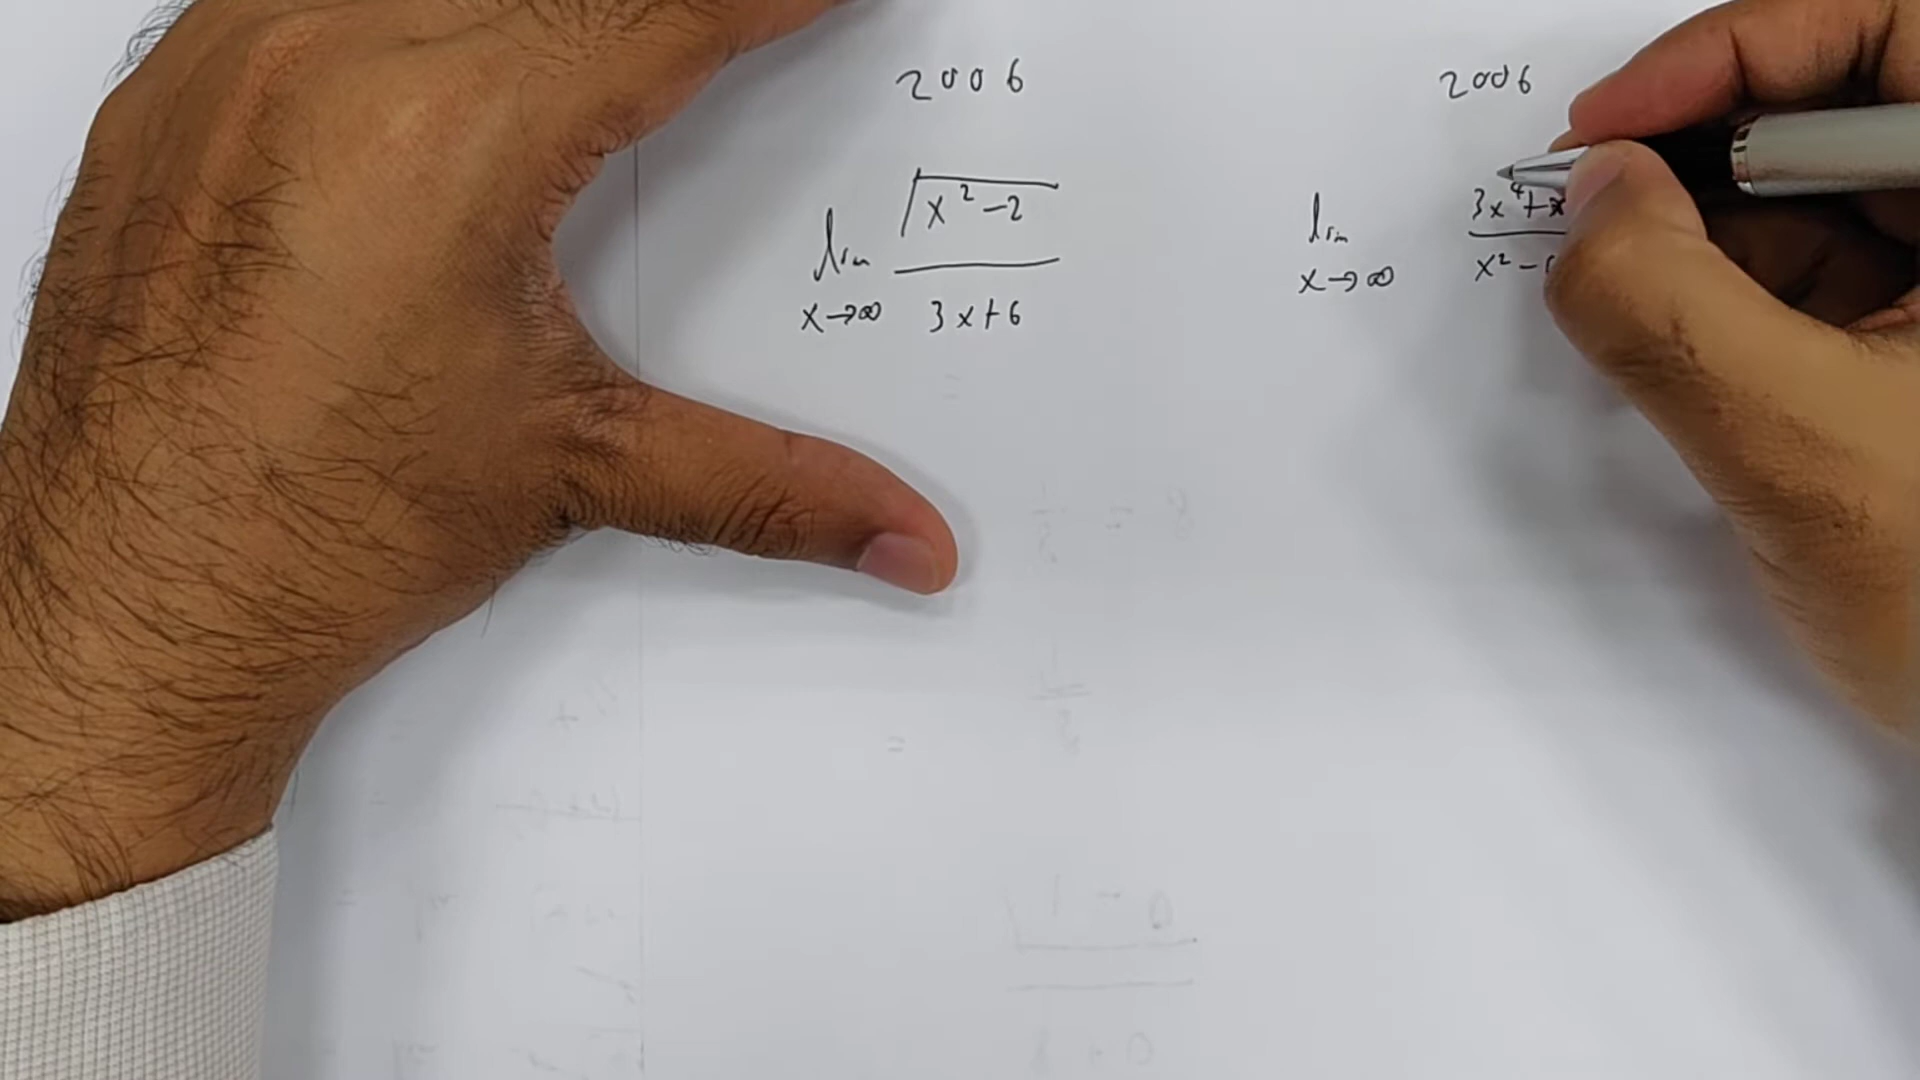 2006
lim x→∞ √(x² − 2) / (3x + 6)
2006
lim x→∞ 3x⁴ + x / x² −